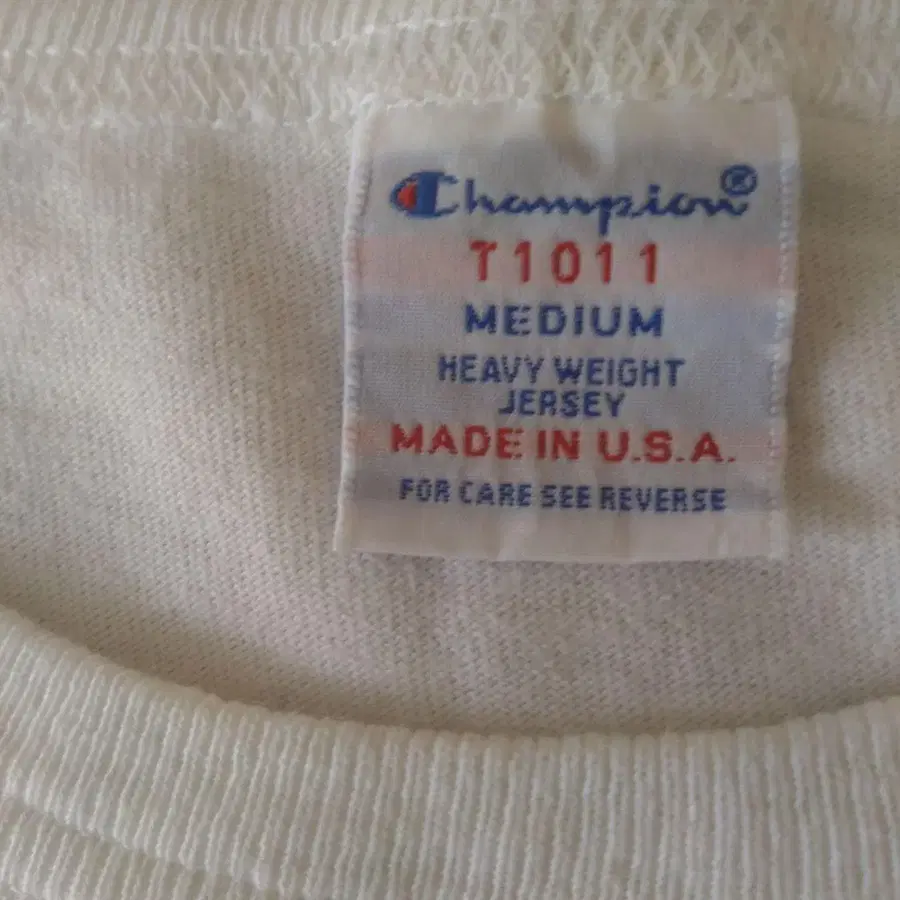 Champion®
T1011
MEDIUM
HEAVY WEIGHT
JERSEY
MADE IN U.S.A.
FOR CARE SEE REVERSE